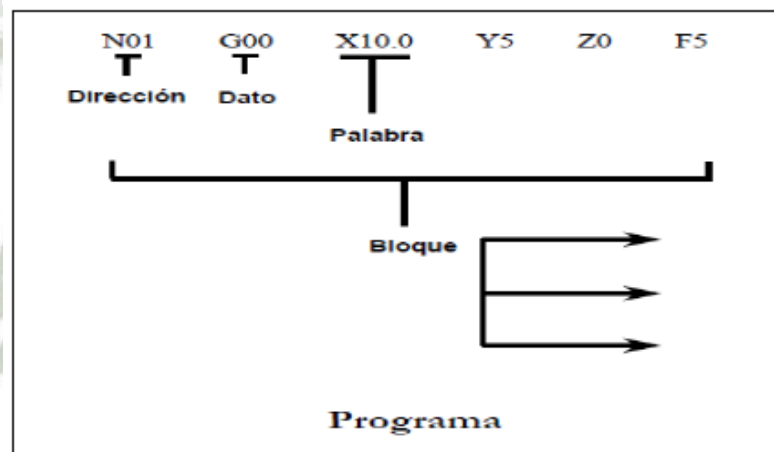 N01 G00 X10.0 Y5 Z0 F5
Dirección Dato
Palabra
Bloque
Programa